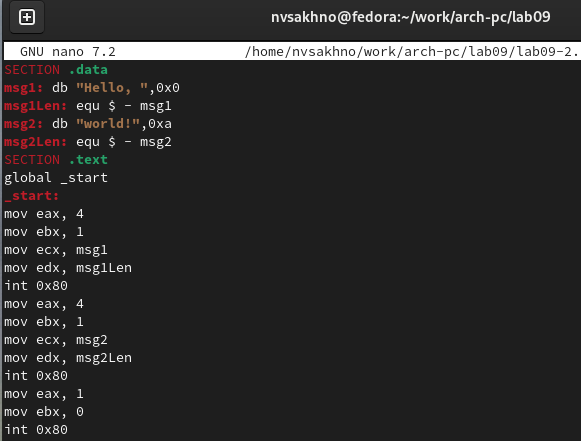 nvsakhno@fedora:~/work/arch-pc/lab09
GNU nano 7.2 /home/nvsakhno/work/arch-pc/lab09/lab09-2.
SECTION .data
msg1: db "Hello, ",0x0
msg1Len: equ $ - msg1
msg2: db "world!",0xa
msg2Len: equ $ - msg2
SECTION .text
global _start
_start:
mov eax, 4
mov ebx, 1
mov ecx, msg1
mov edx, msg1Len
int 0x80
mov eax, 4
mov ebx, 1
mov ecx, msg2
mov edx, msg2Len
int 0x80
mov eax, 1
mov ebx, 0
int 0x80